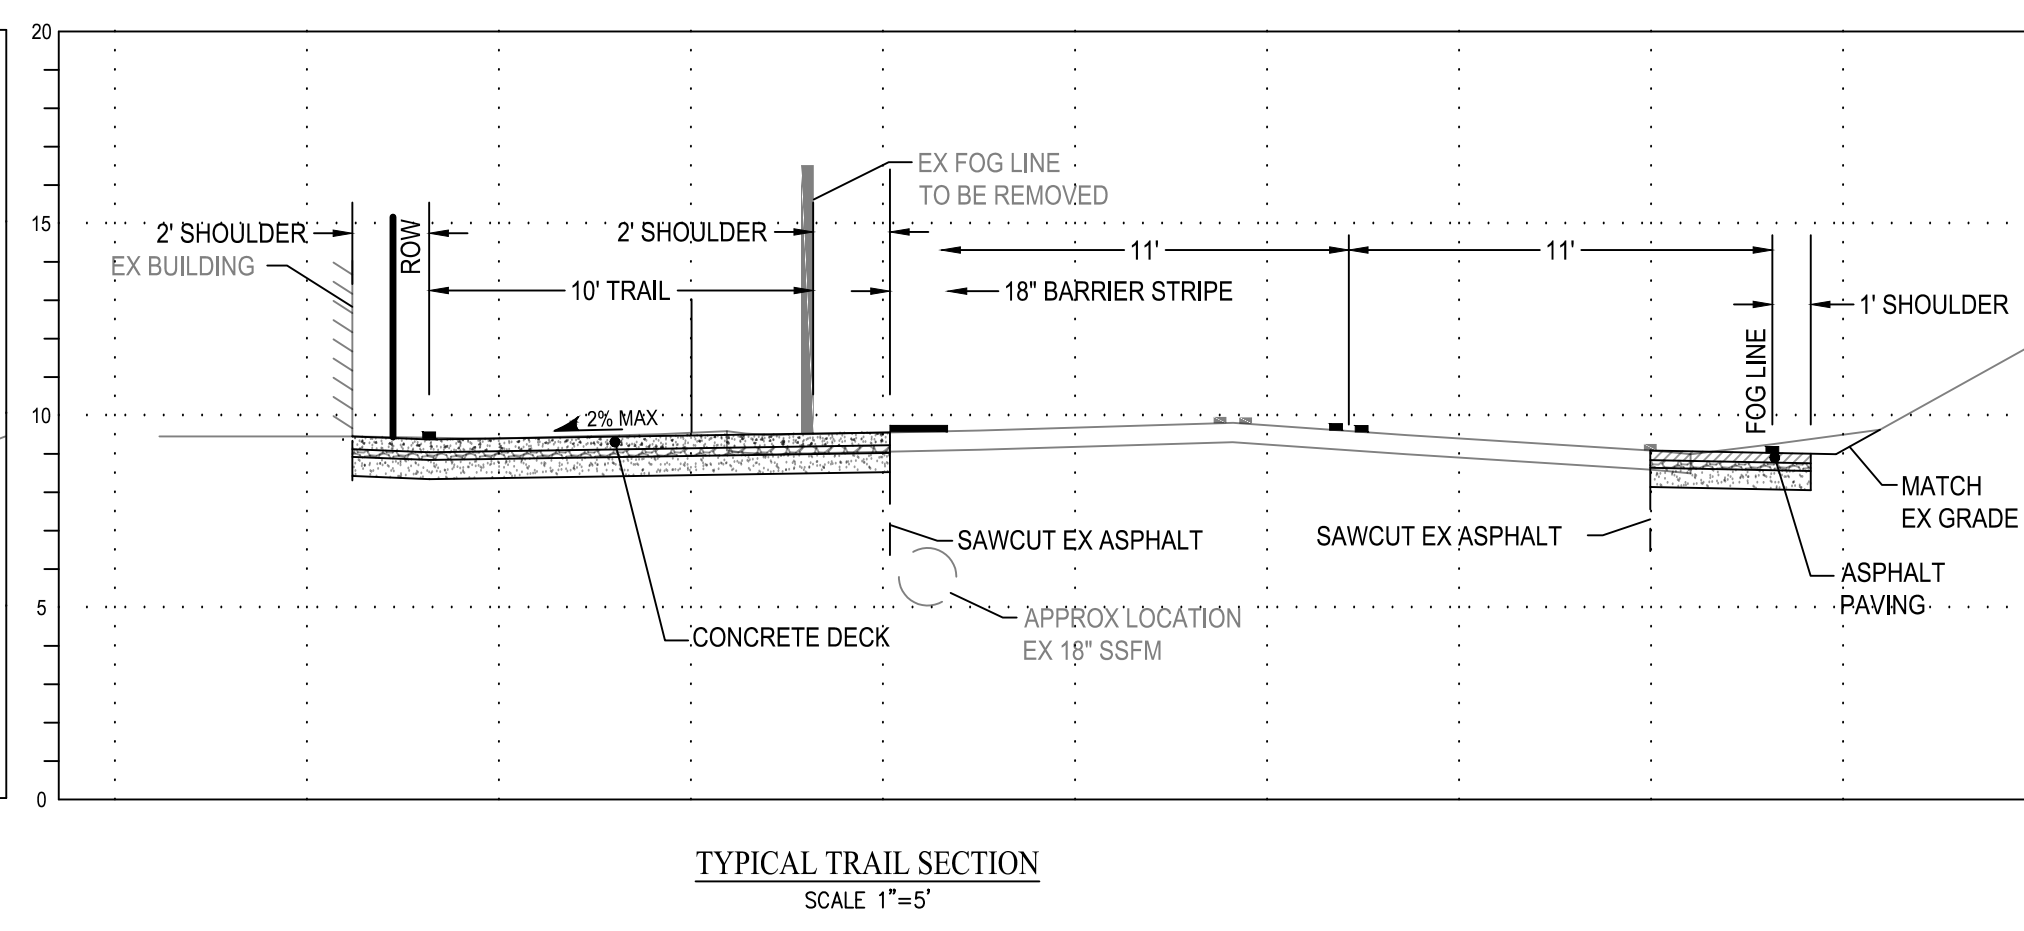 20
15
10
5
0
EX FOG LINE
TO BE REMOVED
2' SHOULDER
EX BUILDING
ROW
2' SHOULDER
11'
11'
10' TRAIL
18" BARRIER STRIPE
1' SHOULDER
FOG LINE
2% MAX
MATCH
EX GRADE
SAWCUT EX ASPHALT
SAWCUT EX ASPHALT
ASPHALT
PAVING
CONCRETE DECK
APPROX LOCATION
EX 18" SSFM
TYPICAL TRAIL SECTION
SCALE 1"=5'